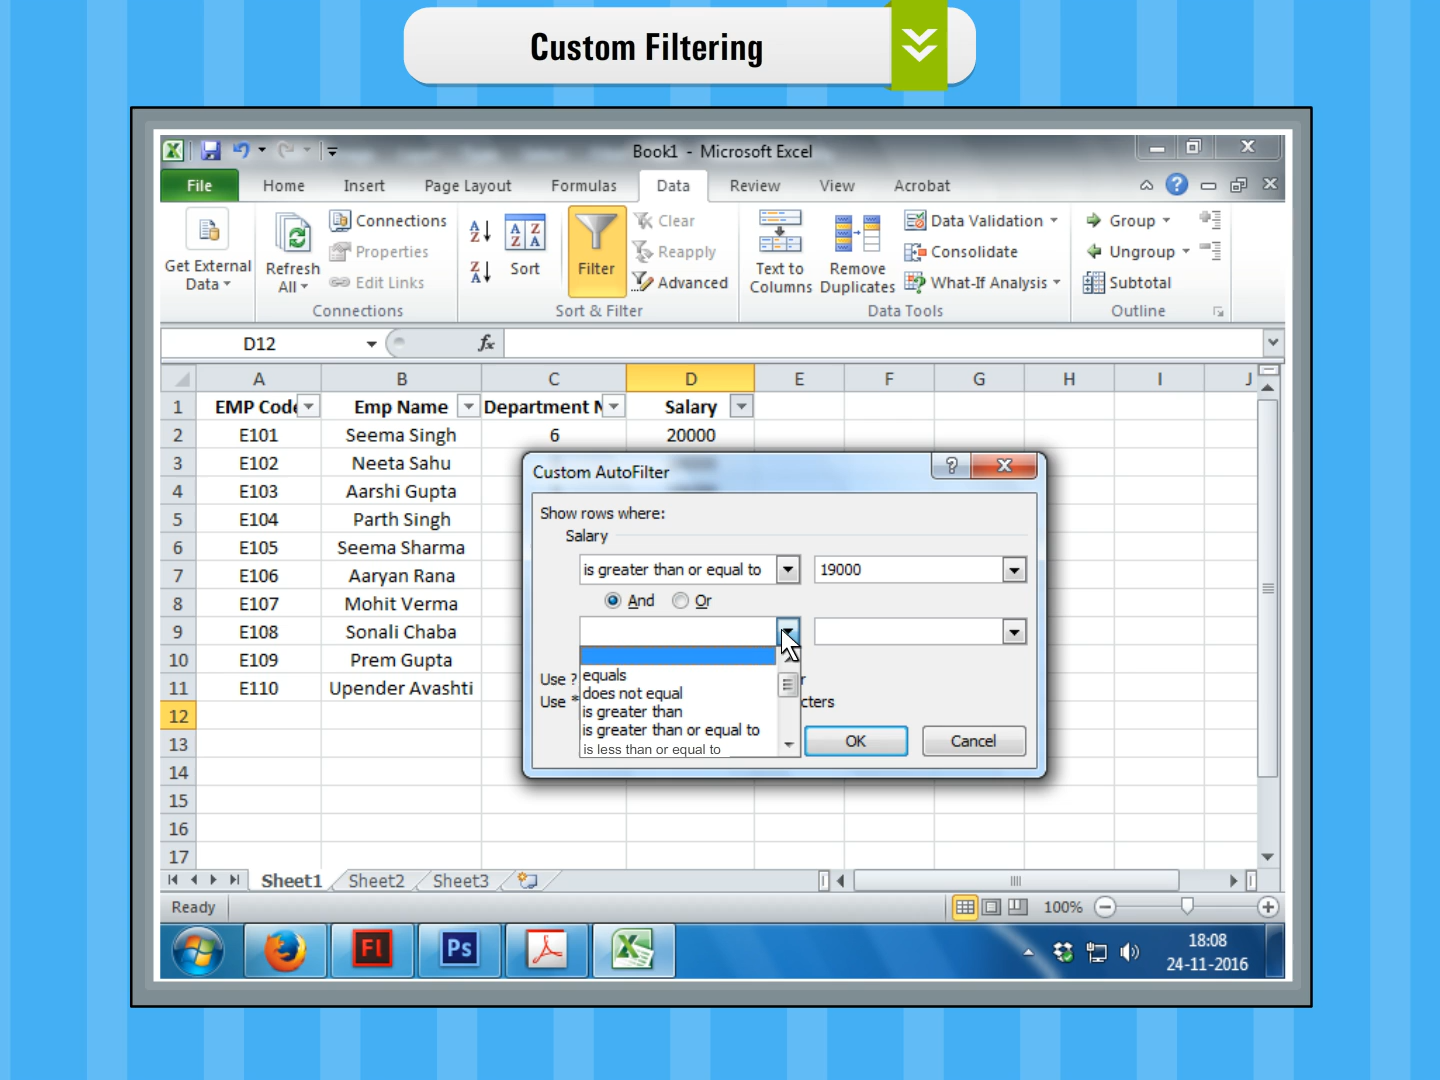 Custom Filtering
Book1 - Microsoft Excel
File Home Insert Page Layout Formulas Data Review View Acrobat
Get External Data
Refresh All
Connections
Properties
Edit Links
Connections
A Z
Z A
A Z Z A
Sort
Filter
Clear
Reapply
Advanced
Sort & Filter
Text to Columns
Remove Duplicates
Data Validation
Consolidate
What-If Analysis
Data Tools
Group
Ungroup
Subtotal
Outline
D12 fx
A B C D E F G H I J
1 EMP Code Emp Name Department N Salary
2 E101 Seema Singh 6 20000
3 E102 Neeta Sahu
4 E103 Aarshi Gupta
5 E104 Parth Singh
6 E105 Seema Sharma
7 E106 Aaryan Rana
8 E107 Mohit Verma
9 E108 Sonali Chaba
10 E109 Prem Gupta
11 E110 Upender Avashti
12
13
14
15
16
17
Custom AutoFilter
?
Show rows where:
Salary
is greater than or equal to 19000
And Or
equals
does not equal
is greater than
is greater than or equal to
is less than or equal to
Use ? r
Use * cters
OK Cancel
Sheet1 Sheet2 Sheet3
Ready 100%
Fl Ps
18:08
24-11-2016